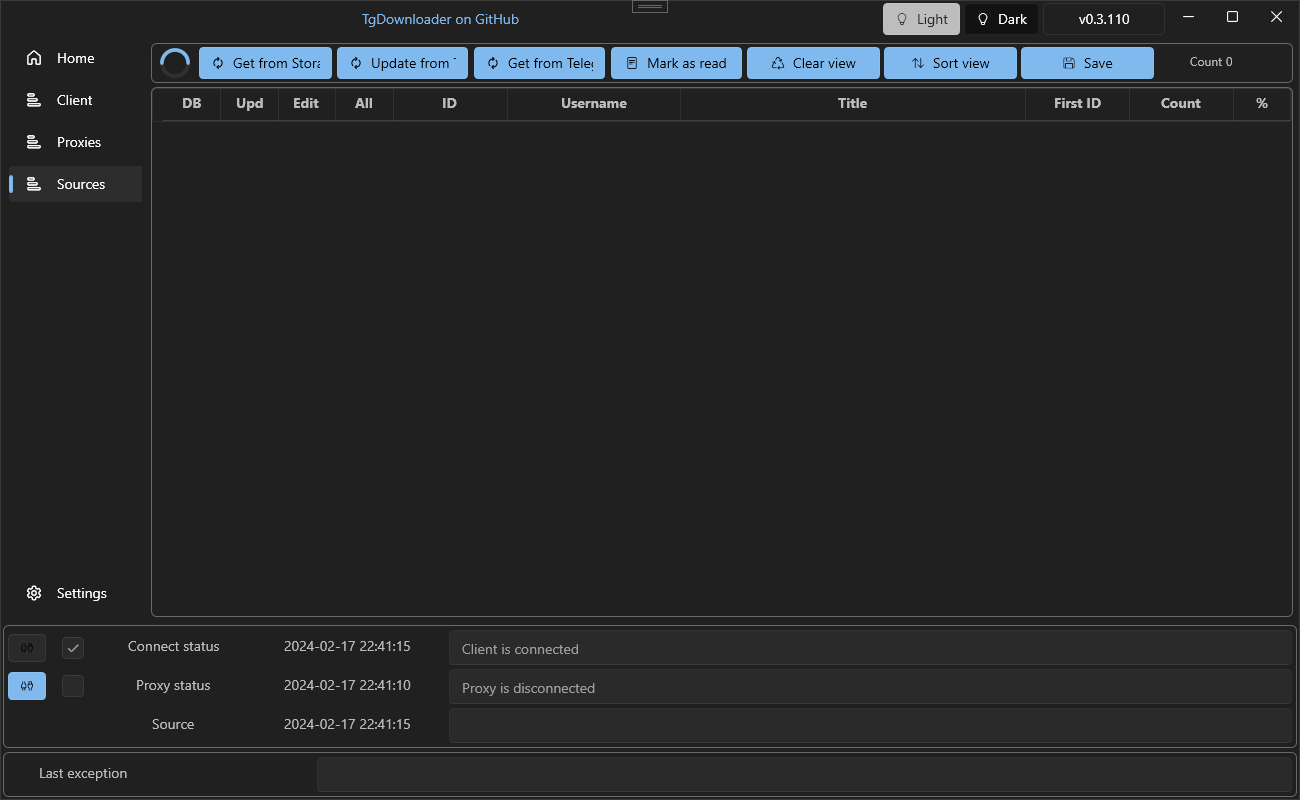 TgDownloader on GitHub
Light
Dark
v0.3.110
Home
Client
Proxies
Sources
Settings
Get from Stora
Update from
Get from Teleg
Mark as read
Clear view
Sort view
Save
Count 0
DB Upd Edit All ID Username Title First ID Count %
Connect status 2024-02-17 22:41:15 Client is connected
Proxy status 2024-02-17 22:41:10 Proxy is disconnected
Source 2024-02-17 22:41:15
Last exception